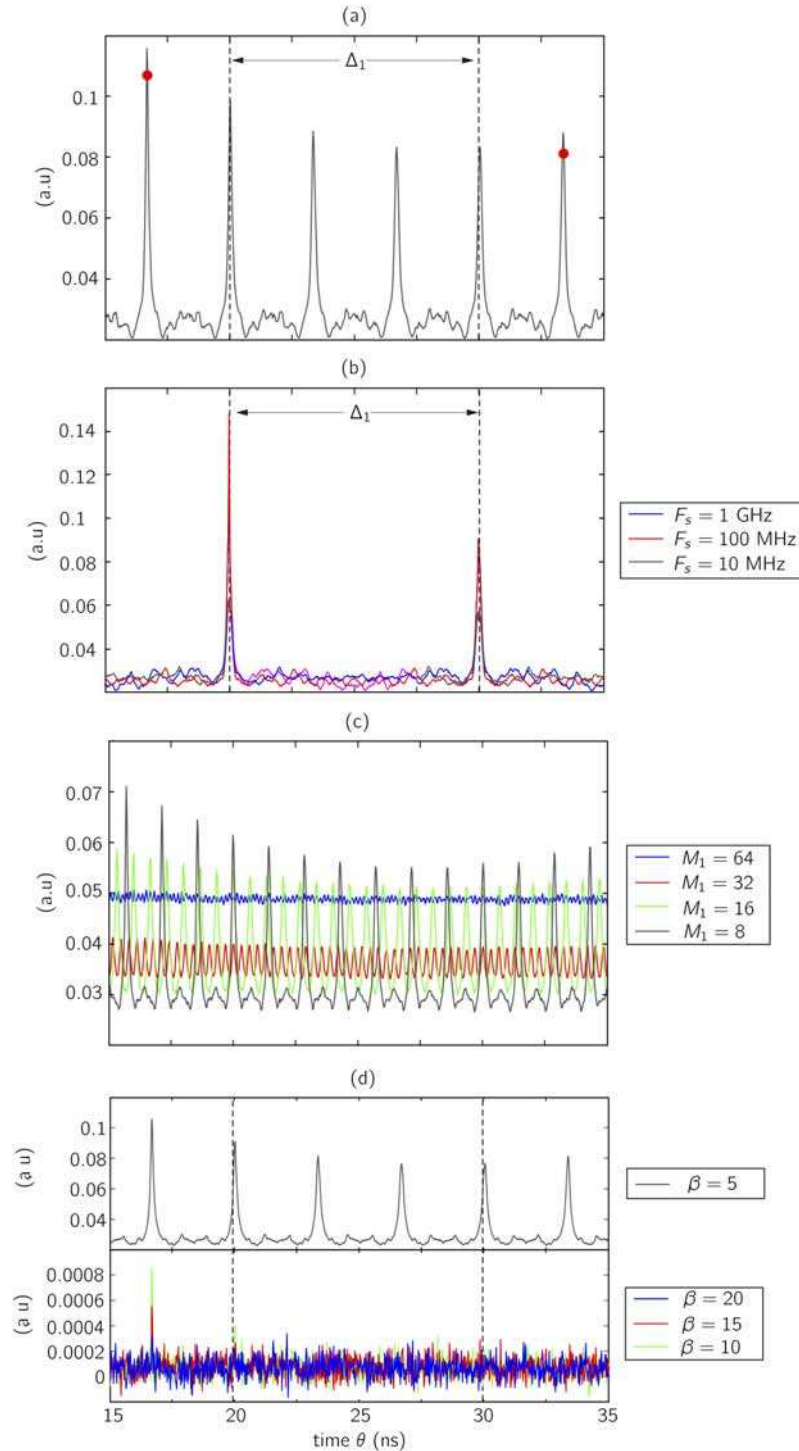 (a)
Δ₁
0.1
0.08
0.06
0.04
(a.u)
(b)
Δ₁
0.14
0.12
0.1
0.08
0.06
0.04
(a.u)
Fₛ = 1 GHz
Fₛ = 100 MHz
Fₛ = 10 MHz
(c)
0.07
0.06
0.05
0.04
0.03
(a.u)
M₁ = 64
M₁ = 32
M₁ = 16
M₁ = 8
(d)
0.1
0.08
0.06
0.04
(a u)
β = 5
0.0008
0.0006
0.0004
0.0002
0
(a u)
β = 20
β = 15
β = 10
15 20 25 30 35
time θ (ns)